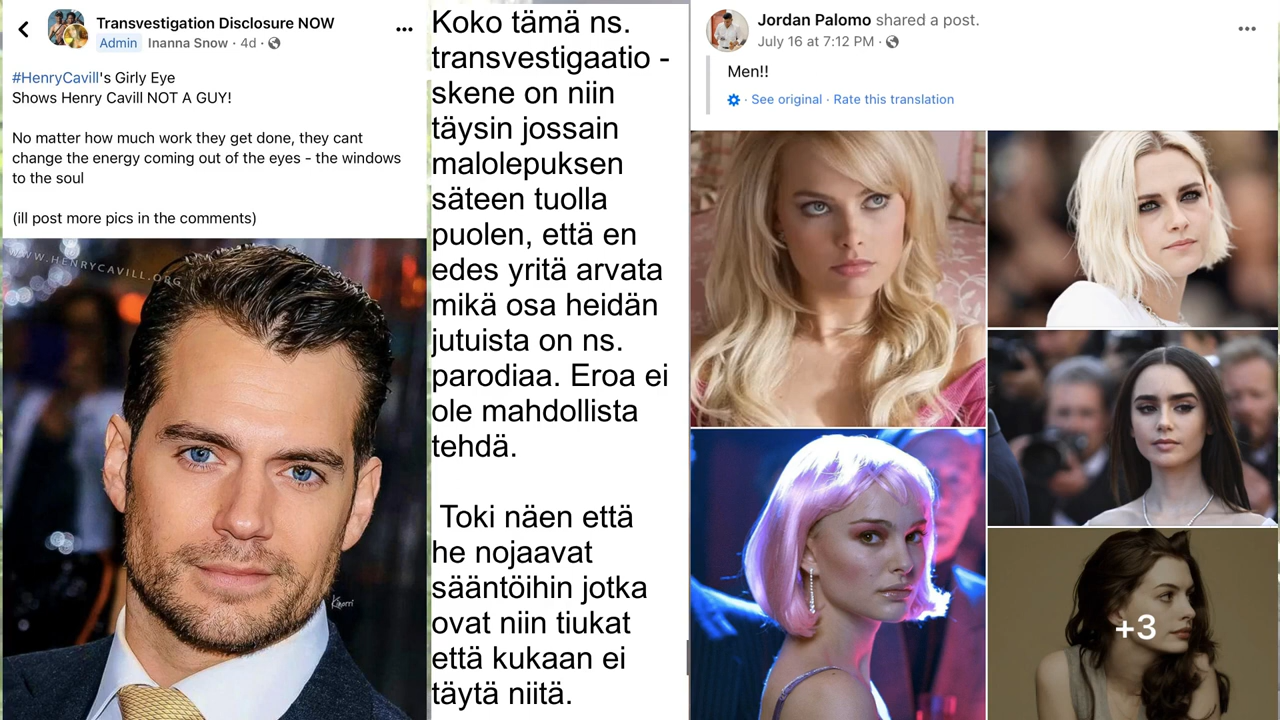 Transvestigation Disclosure NOW
Admin Inanna Snow · 4d ·
#HenryCavill's Girly Eye
Shows Henry Cavill NOT A GUY!
No matter how much work they get done, they cant
change the energy coming out of the eyes - the windows
to the soul
(ill post more pics in the comments)
WWW.HENRYCAVILL.ORG
Koko tämä ns.
transvestigaatio -
skene on niin
täysin jossain
malolepuksen
säteen tuolla
puolen, että en
edes yritä arvata
mikä osa heidän
jutuista on ns.
parodiaa. Eroa ei
ole mahdollista
tehdä.
Toki näen että
he nojaavat
sääntöihin jotka
ovat niin tiukat
että kukaan ei
täytä niitä.
Jordan Palomo shared a post.
July 16 at 7:12 PM ·
Men!!
· See original · Rate this translation
+3